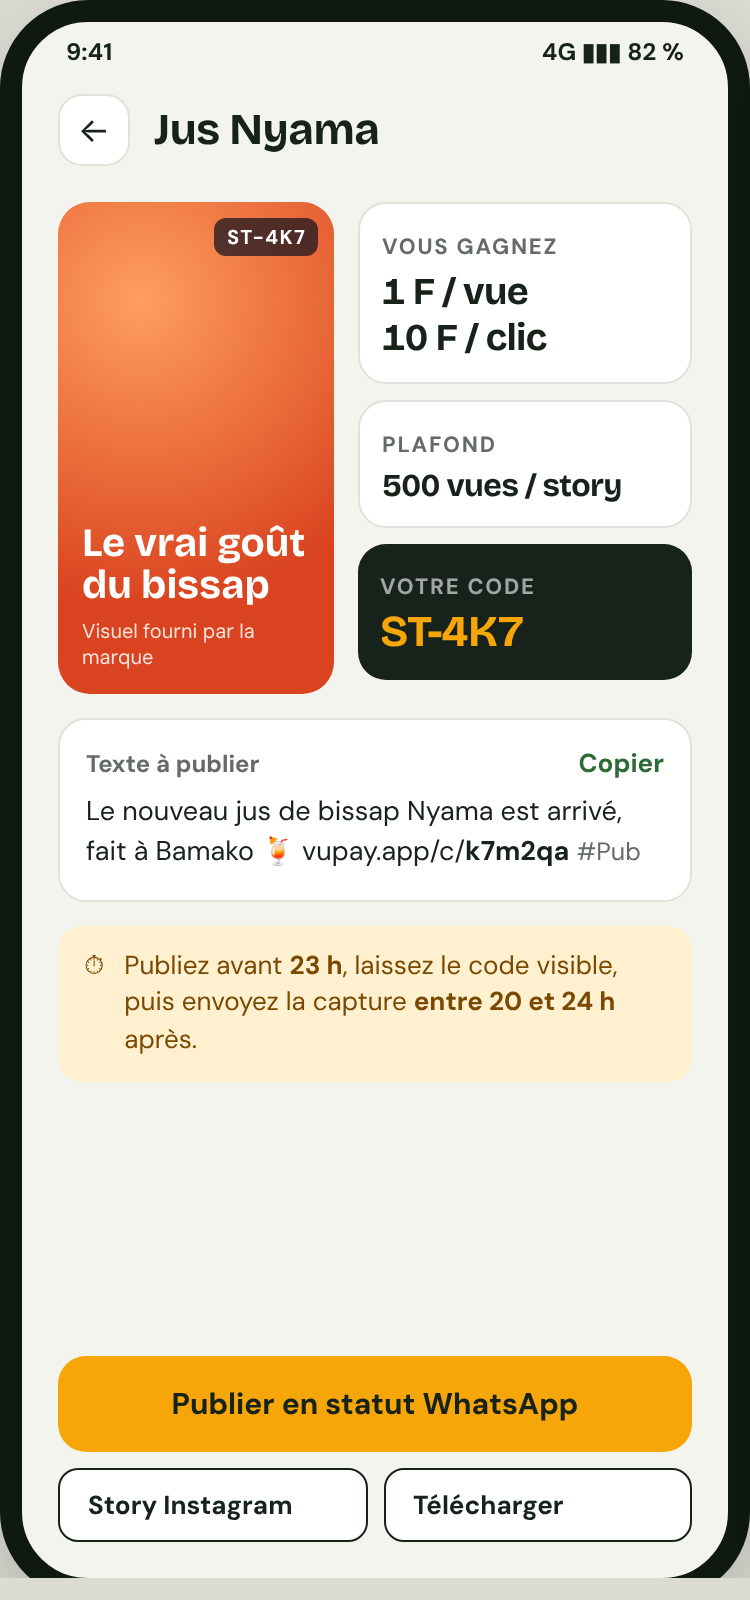 9:41
4G 82 %
← Jus Nyama
ST-4K7
Le vrai goût
du bissap
Visuel fourni par la
marque
VOUS GAGNEZ
1 F / vue
10 F / clic
PLAFOND
500 vues / story
VOTRE CODE
ST-4K7
Texte à publier
Copier
Le nouveau jus de bissap Nyama est arrivé,
fait à Bamako 🍹 vupay.app/c/k7m2qa #Pub
⏱ Publiez avant 23 h, laissez le code visible,
puis envoyez la capture entre 20 et 24 h
après.
Publier en statut WhatsApp
Story Instagram
Télécharger